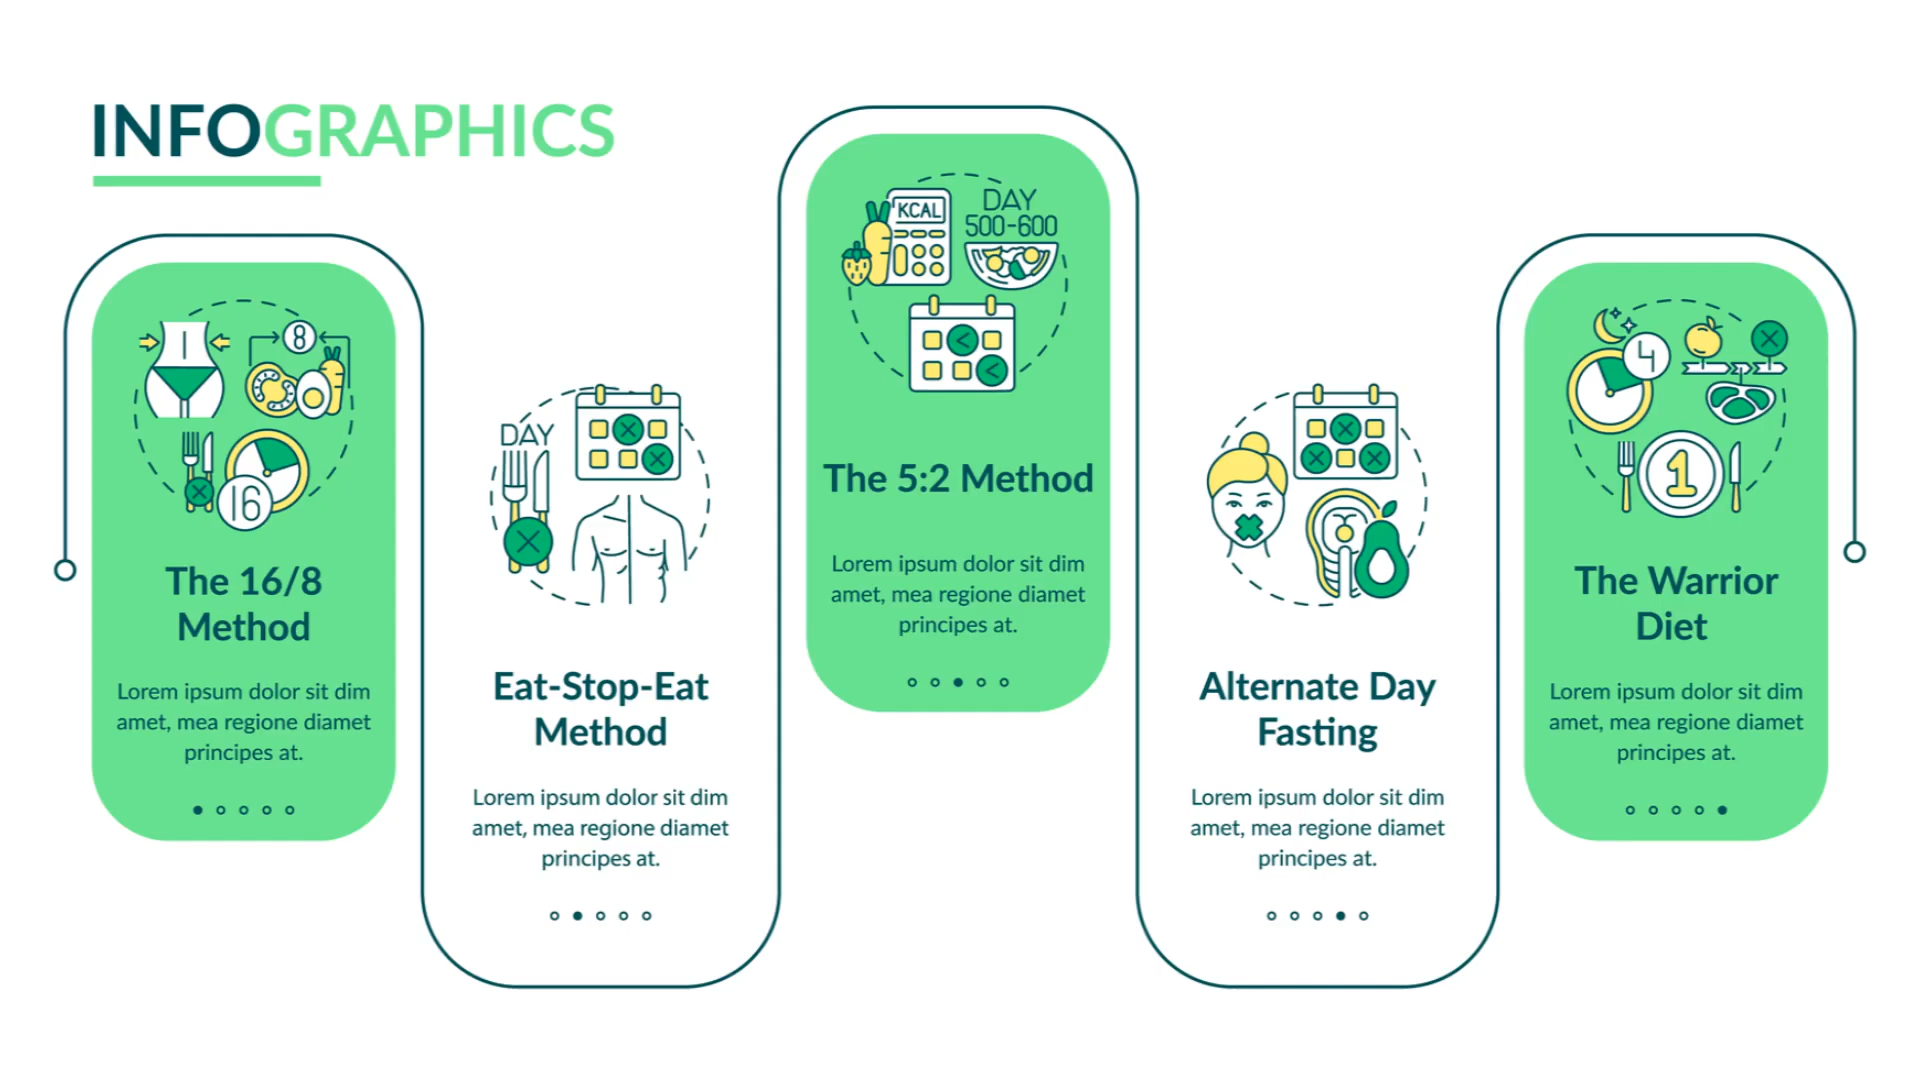 INFOGRAPHICS
8
16
The 16/8
Method
Lorem ipsum dolor sit dim
amet, mea regione diamet
principes at.
DAY
Eat-Stop-Eat
Method
Lorem ipsum dolor sit dim
amet, mea regione diamet
principes at.
KCAL
DAY
500-600
<
<
The 5:2 Method
Lorem ipsum dolor sit dim
amet, mea regione diamet
principes at.
Alternate Day
Fasting
Lorem ipsum dolor sit dim
amet, mea regione diamet
principes at.
4
1
The Warrior
Diet
Lorem ipsum dolor sit dim
amet, mea regione diamet
principes at.